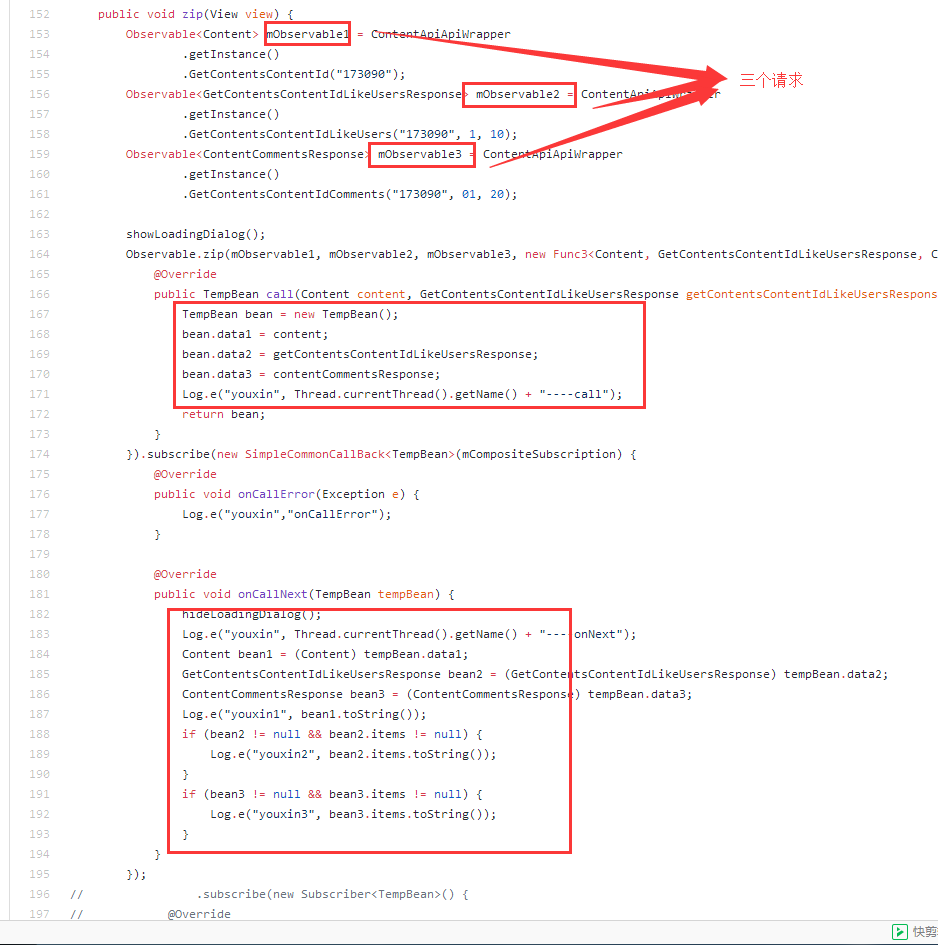 152 public void zip(View view) {
153 Observable<Content> mObservable1 = ContentApiApiWrapper
154 .getInstance()
155 .GetContentsContentId("173090");
三个请求
156 Observable<GetContentsContentIdLikeUsersResponse> mObservable2 = ContentApiApiWrapper
157 .getInstance()
158 .GetContentsContentIdLikeUsers("173090", 1, 10);
159 Observable<ContentCommentsResponse> mObservable3 = ContentApiApiWrapper
160 .getInstance()
161 .GetContentsContentIdComments("173090", 01, 20);
162
163 showLoadingDialog();
164 Observable.zip(mObservable1, mObservable2, mObservable3, new Func3<Content, GetContentsContentIdLikeUsersResponse, C
165 @Override
166 public TempBean call(Content content, GetContentsContentIdLikeUsersResponse getContentsContentIdLikeUsersRespons
167 TempBean bean = new TempBean();
168 bean.data1 = content;
169 bean.data2 = getContentsContentIdLikeUsersResponse;
170 bean.data3 = contentCommentsResponse;
171 Log.e("youxin", Thread.currentThread().getName() + "----call");
172 return bean;
173 }
174 }).subscribe(new SimpleCommonCallBack<TempBean>(mCompositeSubscription) {
175 @Override
176 public void onCallError(Exception e) {
177 Log.e("youxin","onCallError");
178 }
179
180 @Override
181 public void onCallNext(TempBean tempBean) {
182 hideLoadingDialog();
183 Log.e("youxin", Thread.currentThread().getName() + "----onNext");
184 Content bean1 = (Content) tempBean.data1;
185 GetContentsContentIdLikeUsersResponse bean2 = (GetContentsContentIdLikeUsersResponse) tempBean.data2;
186 ContentCommentsResponse bean3 = (ContentCommentsResponse) tempBean.data3;
187 Log.e("youxin1", bean1.toString());
188 if (bean2 != null && bean2.items != null) {
189 Log.e("youxin2", bean2.items.toString());
190 }
191 if (bean3 != null && bean3.items != null) {
192 Log.e("youxin3", bean3.items.toString());
193 }
194 }
195 });
196 // .subscribe(new Subscriber<TempBean>() {
197 // @Override
快剪